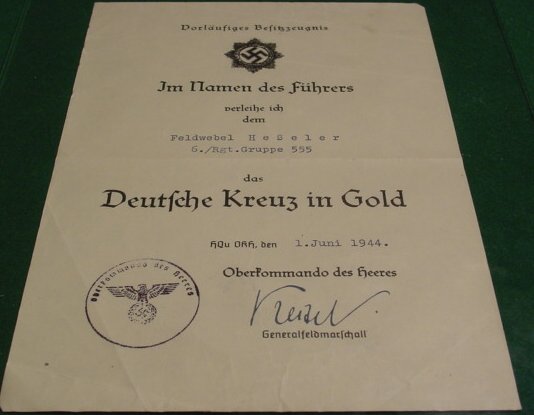 Vorläufiges Besitzzeugnis
Im Namen des Führers
verleihe ich
dem
Feldwebel Heßeler
6./Rgt.Gruppe 555
das
Deutsche Kreuz in Gold
HQu OKH, den 1. Juni 1944.
Oberkommando des Heeres
Oberkommando des Heeres
Keitel
Generalfeldmarschall